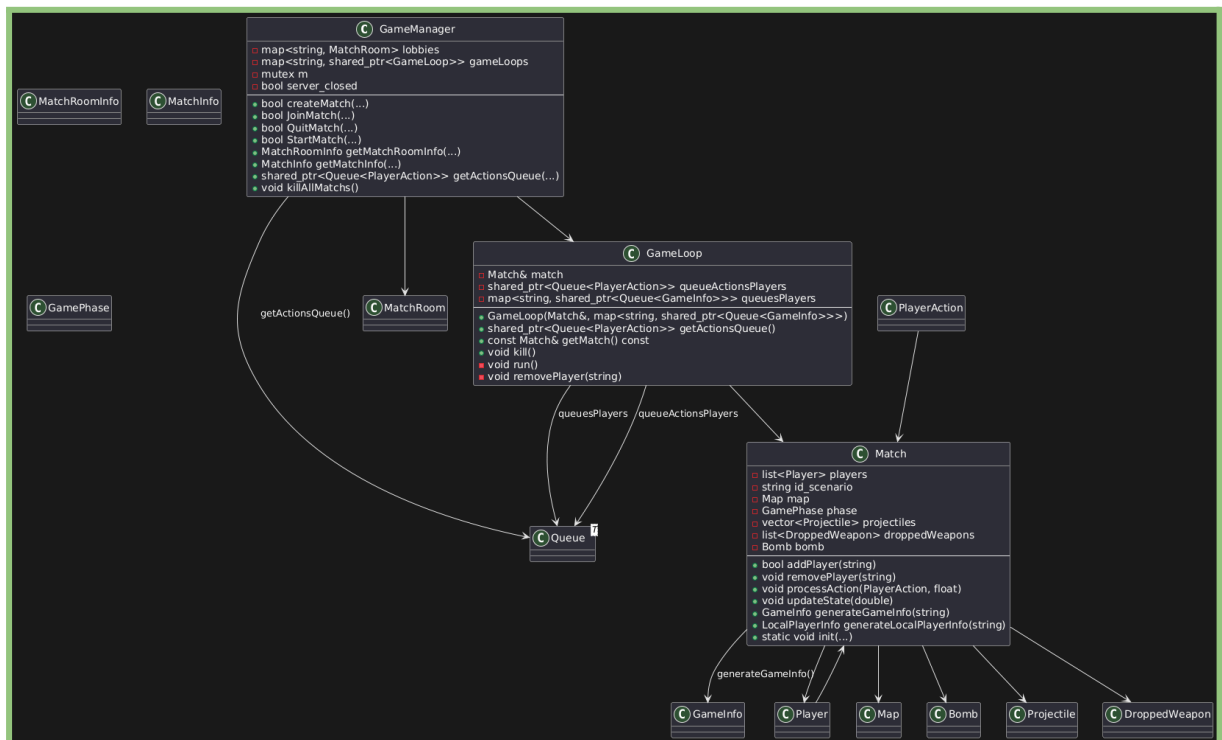 C GameManager
map<string, MatchRoom> lobbies
map<string, shared_ptr<GameLoop>> gameLoops
mutex m
bool server_closed
bool createMatch(...)
bool JoinMatch(...)
bool QuitMatch(...)
bool StartMatch(...)
MatchRoomInfo getMatchRoomInfo(...)
MatchInfo getMatchInfo(...)
shared_ptr<Queue<PlayerAction>> getActionsQueue(...)
void killAllMatchs()
C MatchRoomInfo
C MatchInfo
C GameLoop
Match& match
shared_ptr<Queue<PlayerAction>> queueActionsPlayers
map<string, shared_ptr<Queue<GameInfo>>> queuesPlayers
GameLoop(Match&, map<string, shared_ptr<Queue<GameInfo>>>)
shared_ptr<Queue<PlayerAction>> getActionsQueue()
const Match& getMatch() const
void kill()
void run()
void removePlayer(string)
C GamePhase
getActionsQueue()
C MatchRoom
C PlayerAction
queuesPlayers
queueActionsPlayers
C Match
list<Player> players
string id_scenario
Map map
GamePhase phase
vector<Projectile> projectiles
list<DroppedWeapon> droppedWeapons
Bomb bomb
bool addPlayer(string)
void removePlayer(string)
void processAction(PlayerAction, float)
void updateState(double)
GameInfo generateGameInfo(string)
LocalPlayerInfo generateLocalPlayerInfo(string)
static void init(...)
C Queue
T
generateGameInfo()
C GameInfo
C Player
C Map
C Bomb
C Projectile
C DroppedWeapon